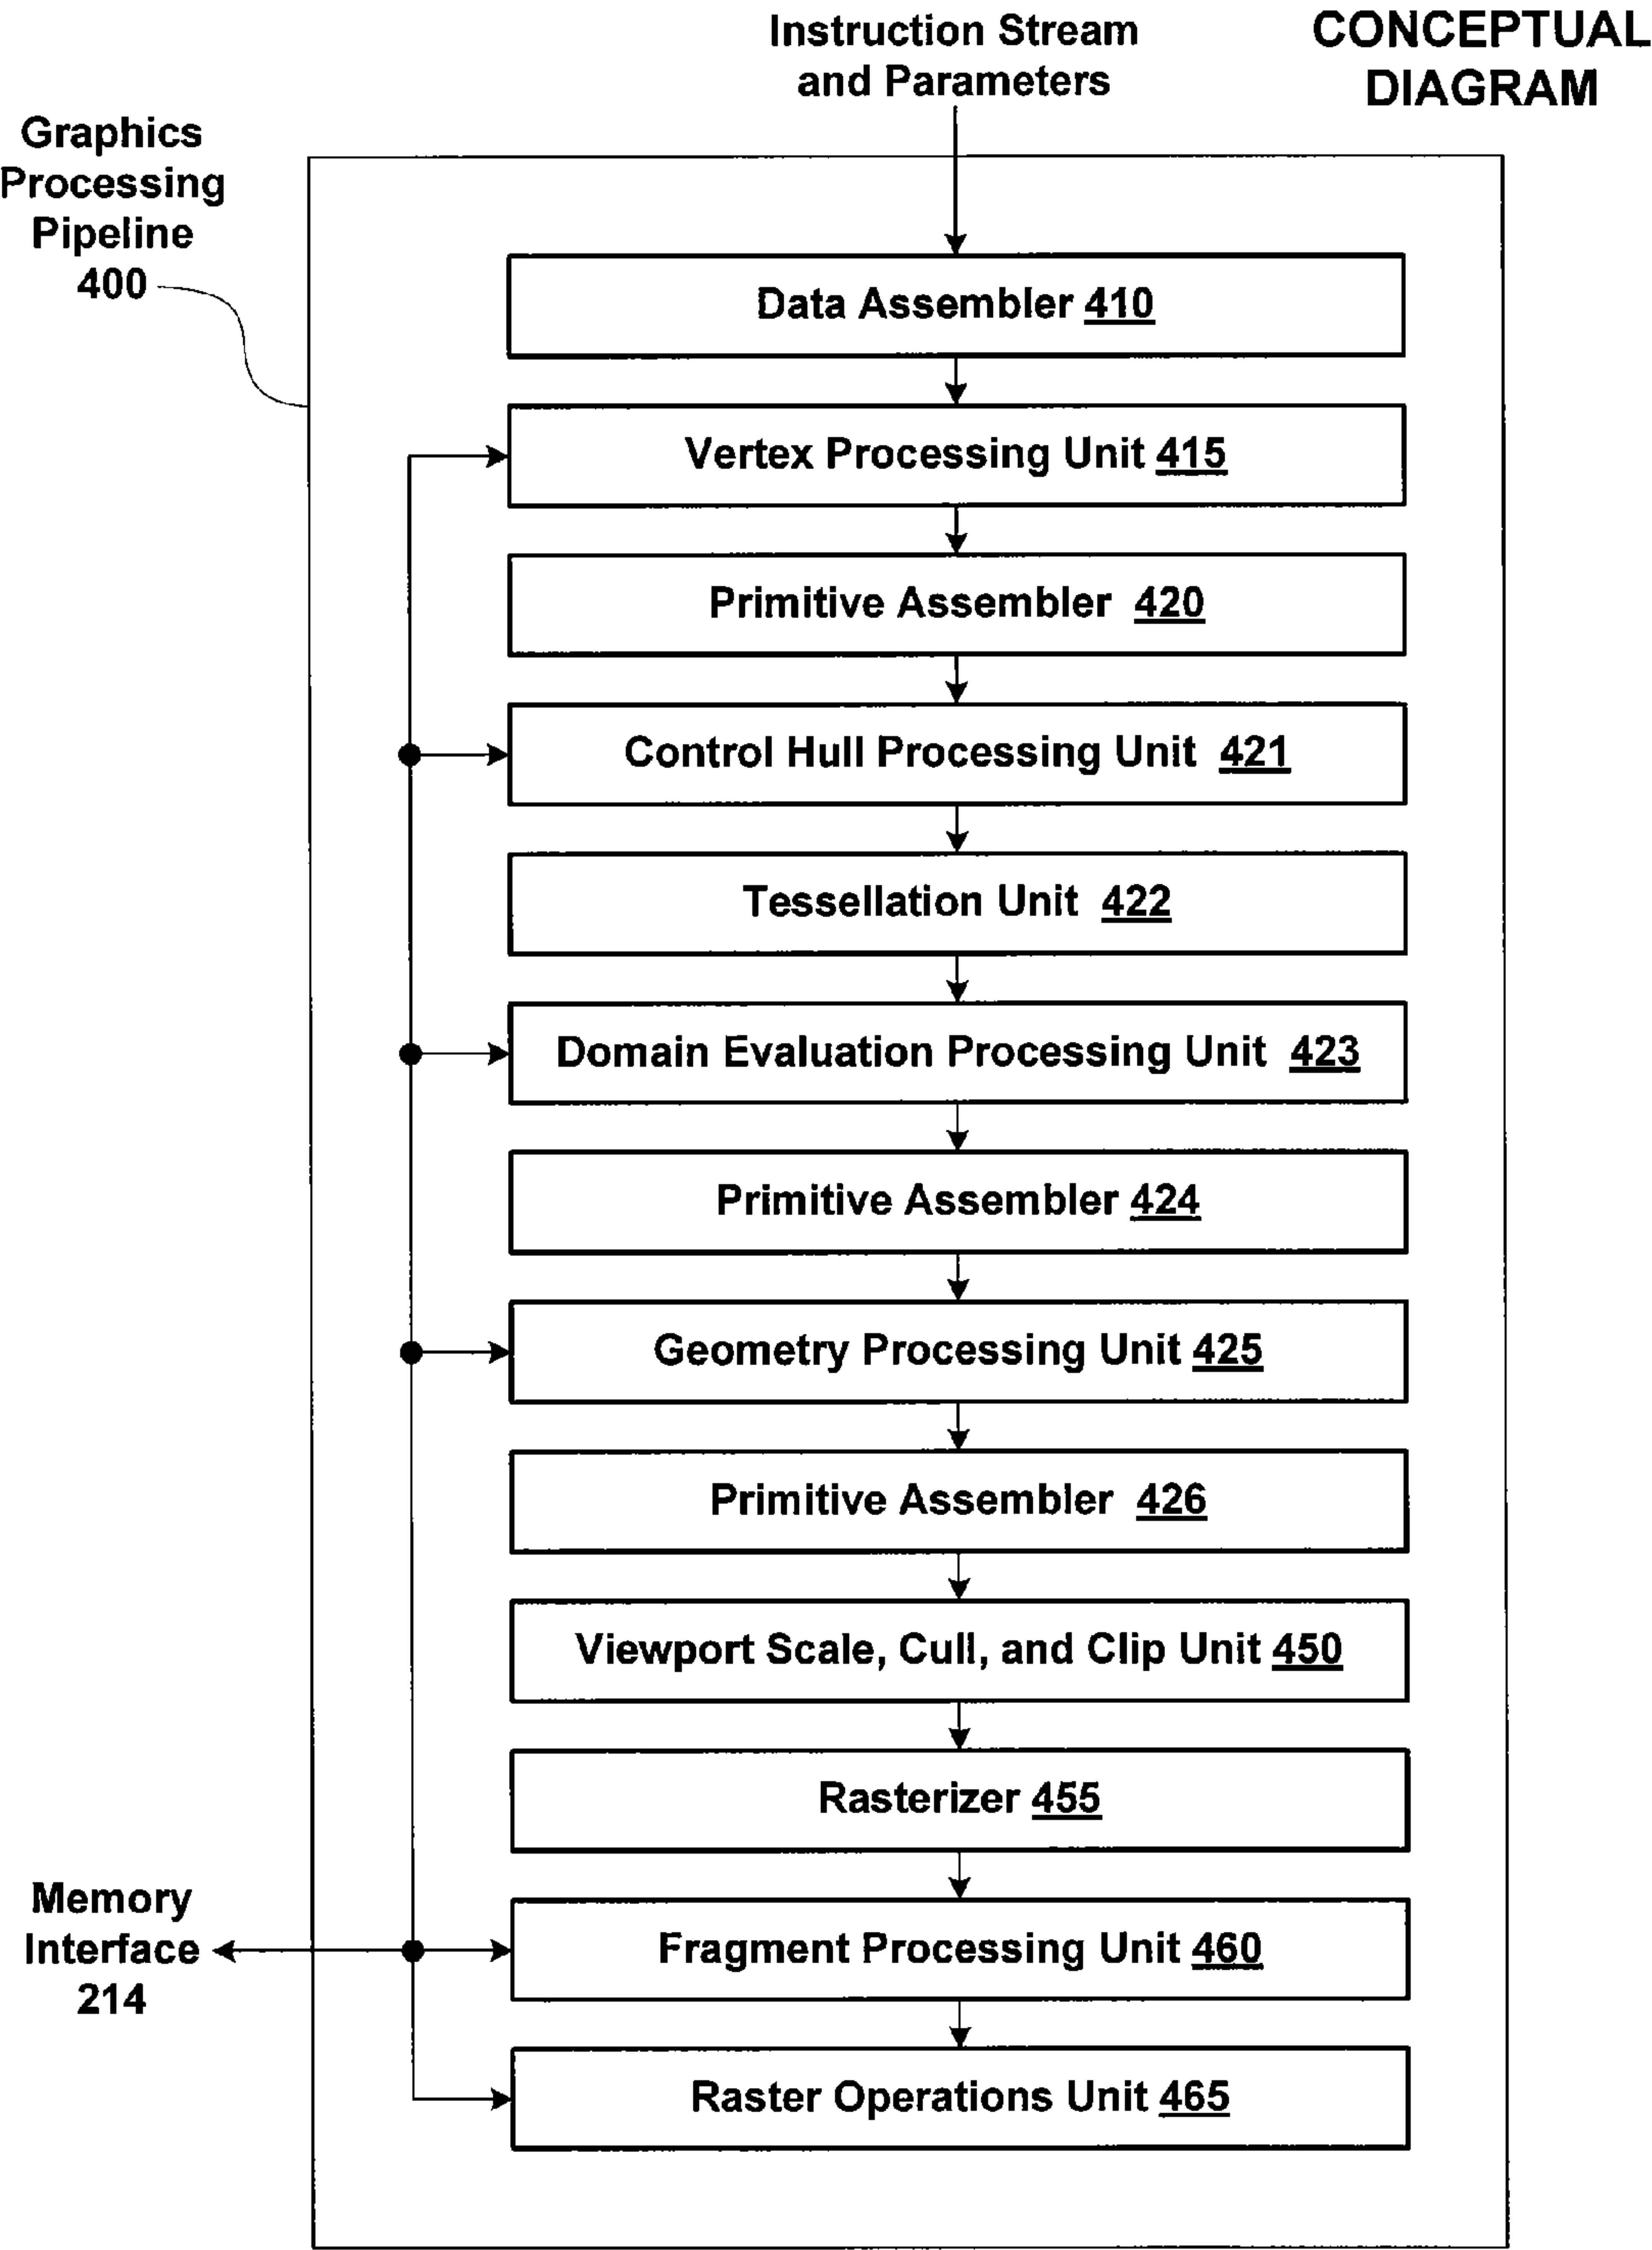 Instruction Stream
and Parameters
CONCEPTUAL
DIAGRAM
Graphics
Processing
Pipeline
400
Data Assembler 410
Vertex Processing Unit 415
Primitive Assembler 420
Control Hull Processing Unit 421
Tessellation Unit 422
Domain Evaluation Processing Unit 423
Primitive Assembler 424
Geometry Processing Unit 425
Primitive Assembler 426
Viewport Scale, Cull, and Clip Unit 450
Rasterizer 455
Memory
Interface
214
Fragment Processing Unit 460
Raster Operations Unit 465